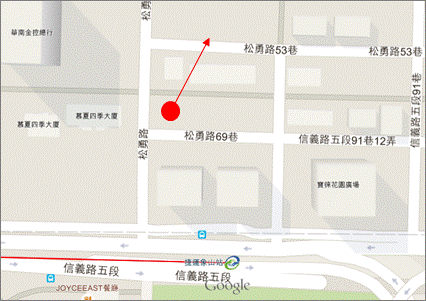 松勇
華南金控總行
松勇路53巷
松勇路53巷
信義路五段91巷
慕夏四季大廈
慕夏四季大廈
松勇路
松勇路69巷
信義路五段91巷12弄
寶徠花園廣場
捷運象山站
信義路五段
信義路五段
JOYCEEAST餐廳
Google